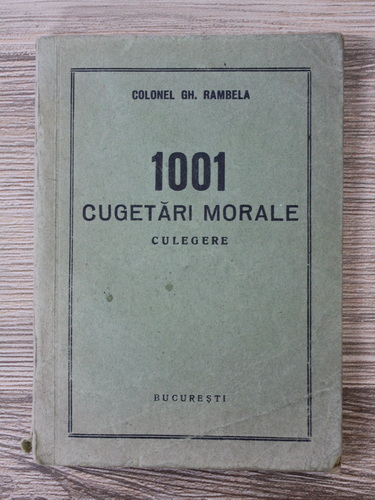 COLONEL GH. RAMBELA
1001
CUGETĂRI MORALE
CULEGERE
BUCUREȘTI